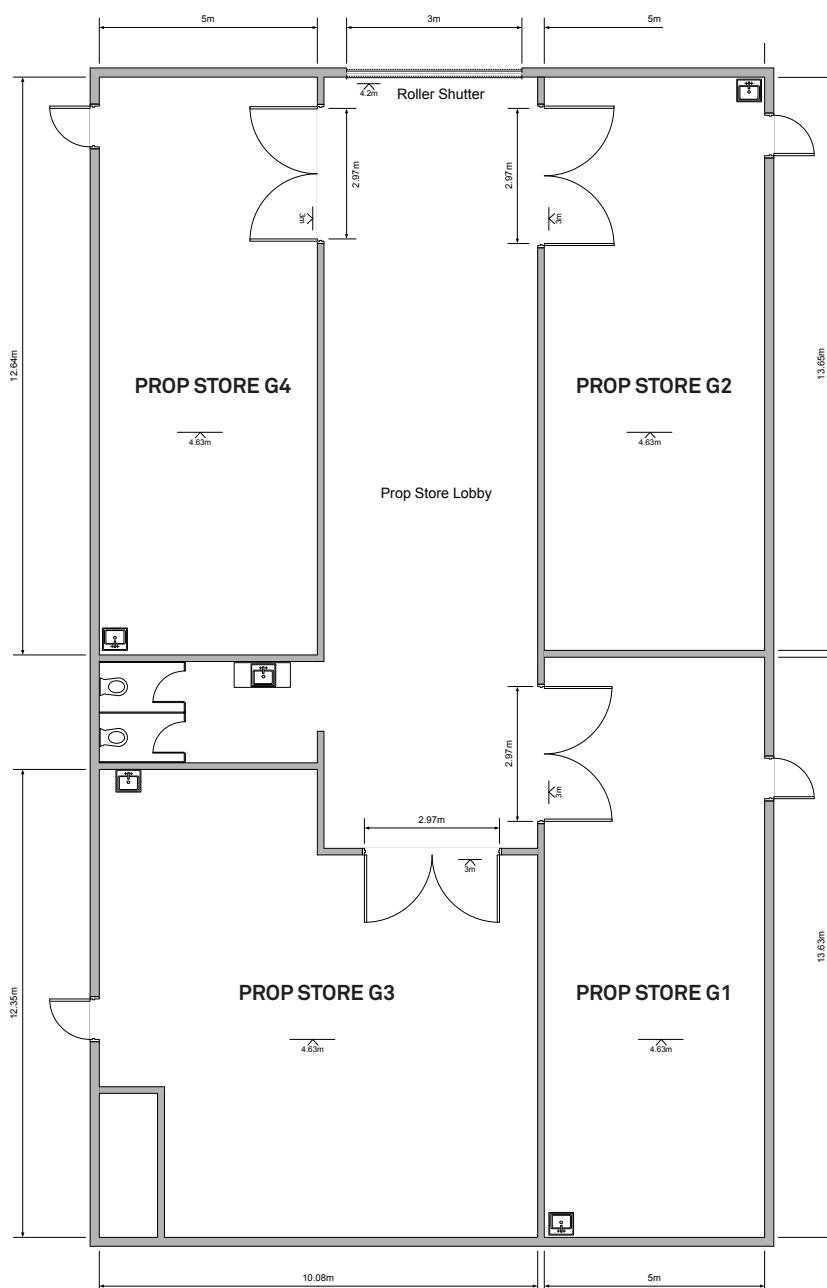 5m
3m
5m
4.2m
Roller Shutter
2.97m
2.97m
3m
3m
12.64m
13.65m
PROP STORE G4
PROP STORE G2
4.63m
4.63m
Prop Store Lobby
2.97m
3m
2.97m
3m
12.35m
13.63m
PROP STORE G3
PROP STORE G1
4.63m
4.63m
10.08m
5m